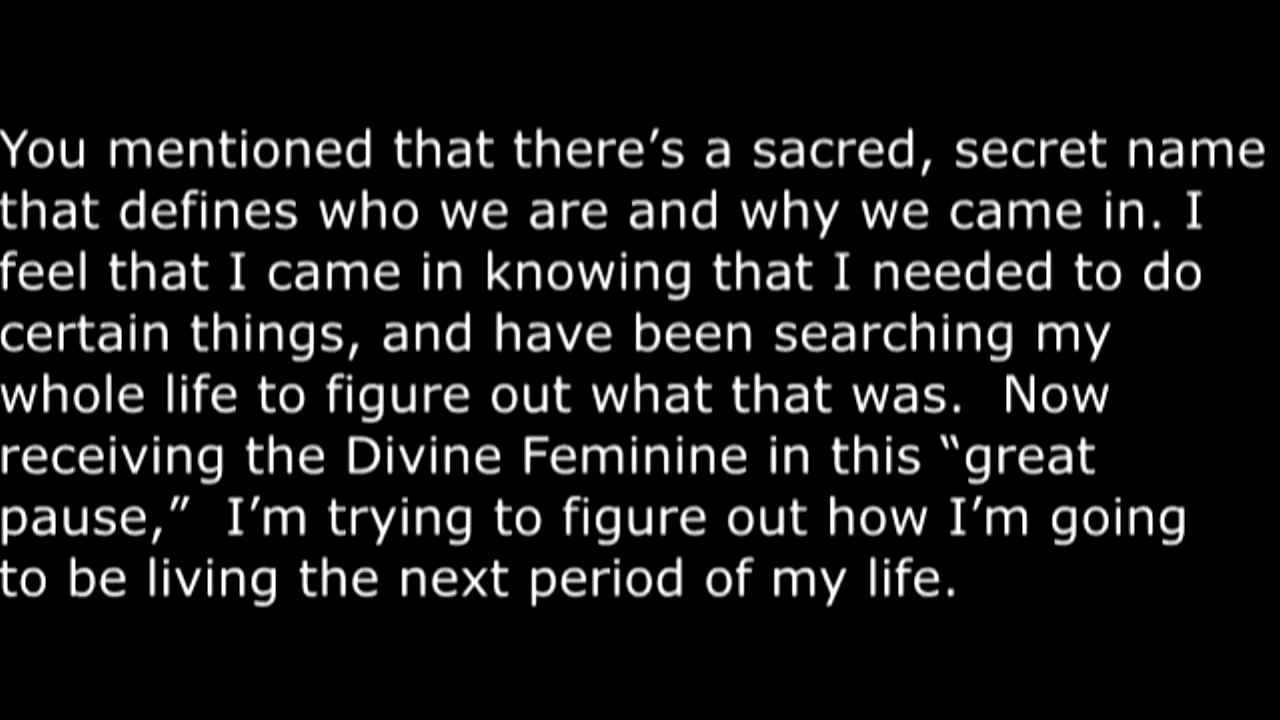 You mentioned that there’s a sacred, secret name
that defines who we are and why we came in. I
feel that I came in knowing that I needed to do
certain things, and have been searching my
whole life to figure out what that was.  Now
receiving the Divine Feminine in this “great
pause,”  I’m trying to figure out how I’m going
to be living the next period of my life.